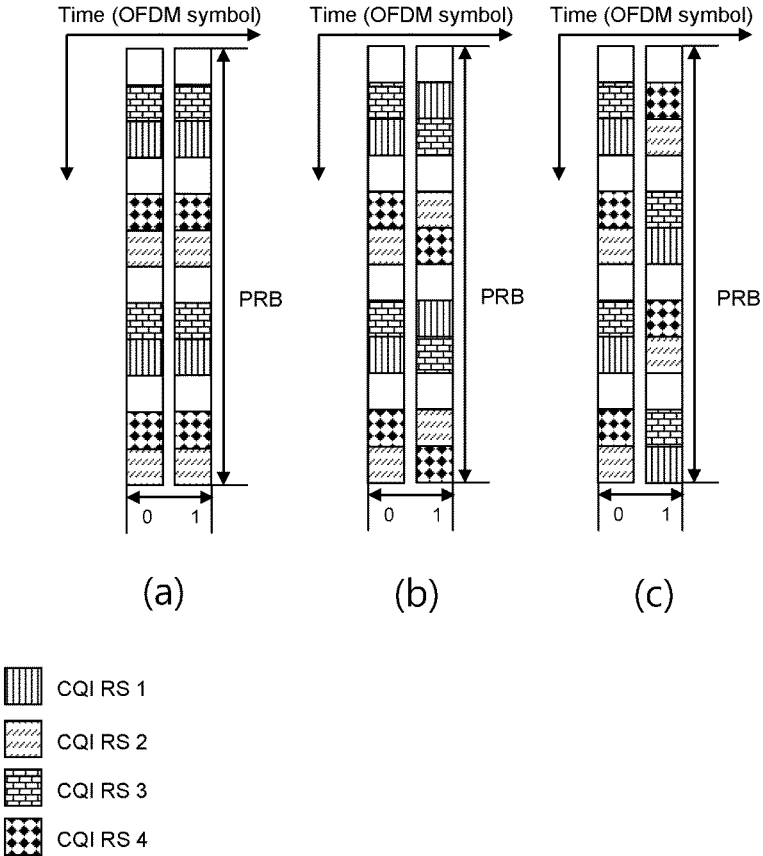 Time (OFDM symbol)
PRB
0 1
(a)
Time (OFDM symbol)
PRB
0 1
(b)
Time (OFDM symbol)
PRB
0 1
(c)
CQI RS 1
CQI RS 2
CQI RS 3
CQI RS 4